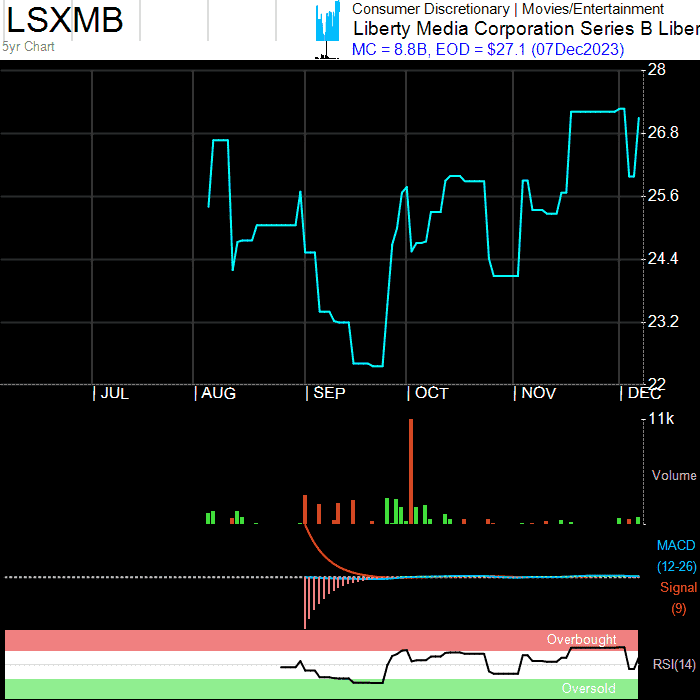 LSXMB
5yr Chart
Consumer Discretionary | Movies/Entertainment
Liberty Media Corporation Series B Liber
MC = 8.8B, EOD = $27.1 (07Dec2023)
28
26.8
25.6
24.4
23.2
22
JUL AUG SEP OCT NOV DEC
11k
Volume
MACD
(12-26)
Signal
(9)
Overbought
RSI(14)
Oversold